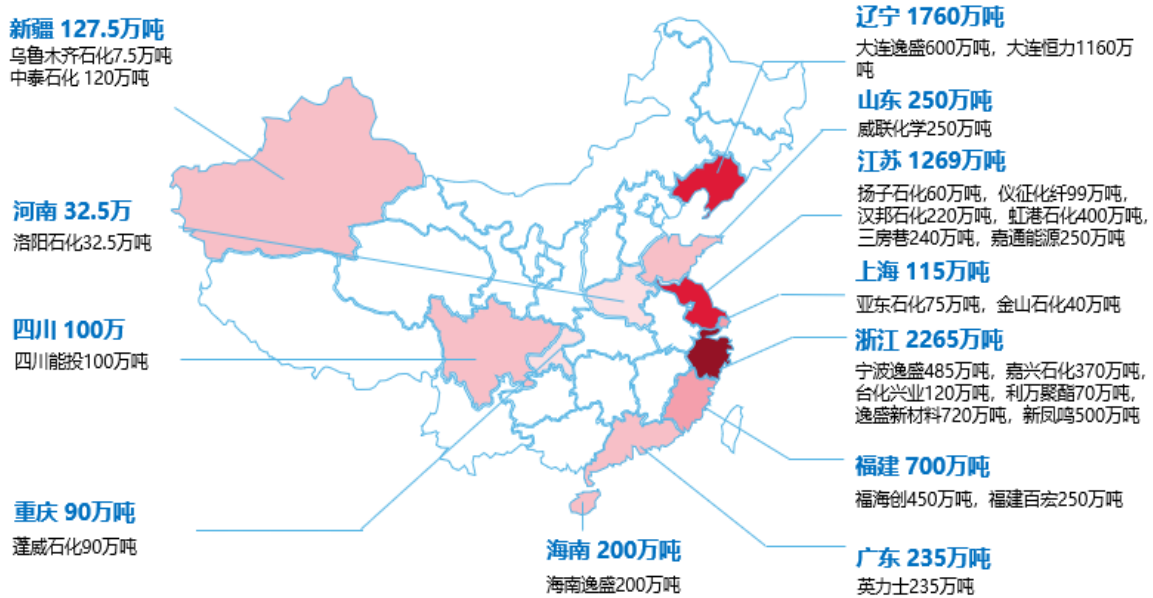 新疆 127.5万吨
乌鲁木齐石化7.5万吨
中泰石化 120万吨
河南 32.5万
洛阳石化32.5万吨
四川 100万
四川能投100万吨
重庆 90万吨
蓬威石化90万吨
海南 200万吨
海南逸盛200万吨
辽宁 1760万吨
大连逸盛600万吨，大连恒力1160万
吨
山东 250万吨
威联化学250万吨
江苏 1269万吨
扬子石化60万吨，仪征化纤99万吨，
汉邦石化220万吨，虹港石化400万吨，
三房巷240万吨，嘉通能源250万吨
上海 115万吨
亚东石化75万吨，金山石化40万吨
浙江 2265万吨
宁波逸盛485万吨，嘉兴石化370万吨，
台化兴业120万吨，利万聚酯70万吨，
逸盛新材料720万吨，新凤鸣500万吨
福建 700万吨
福海创450万吨，福建百宏250万吨
广东 235万吨
英力士235万吨